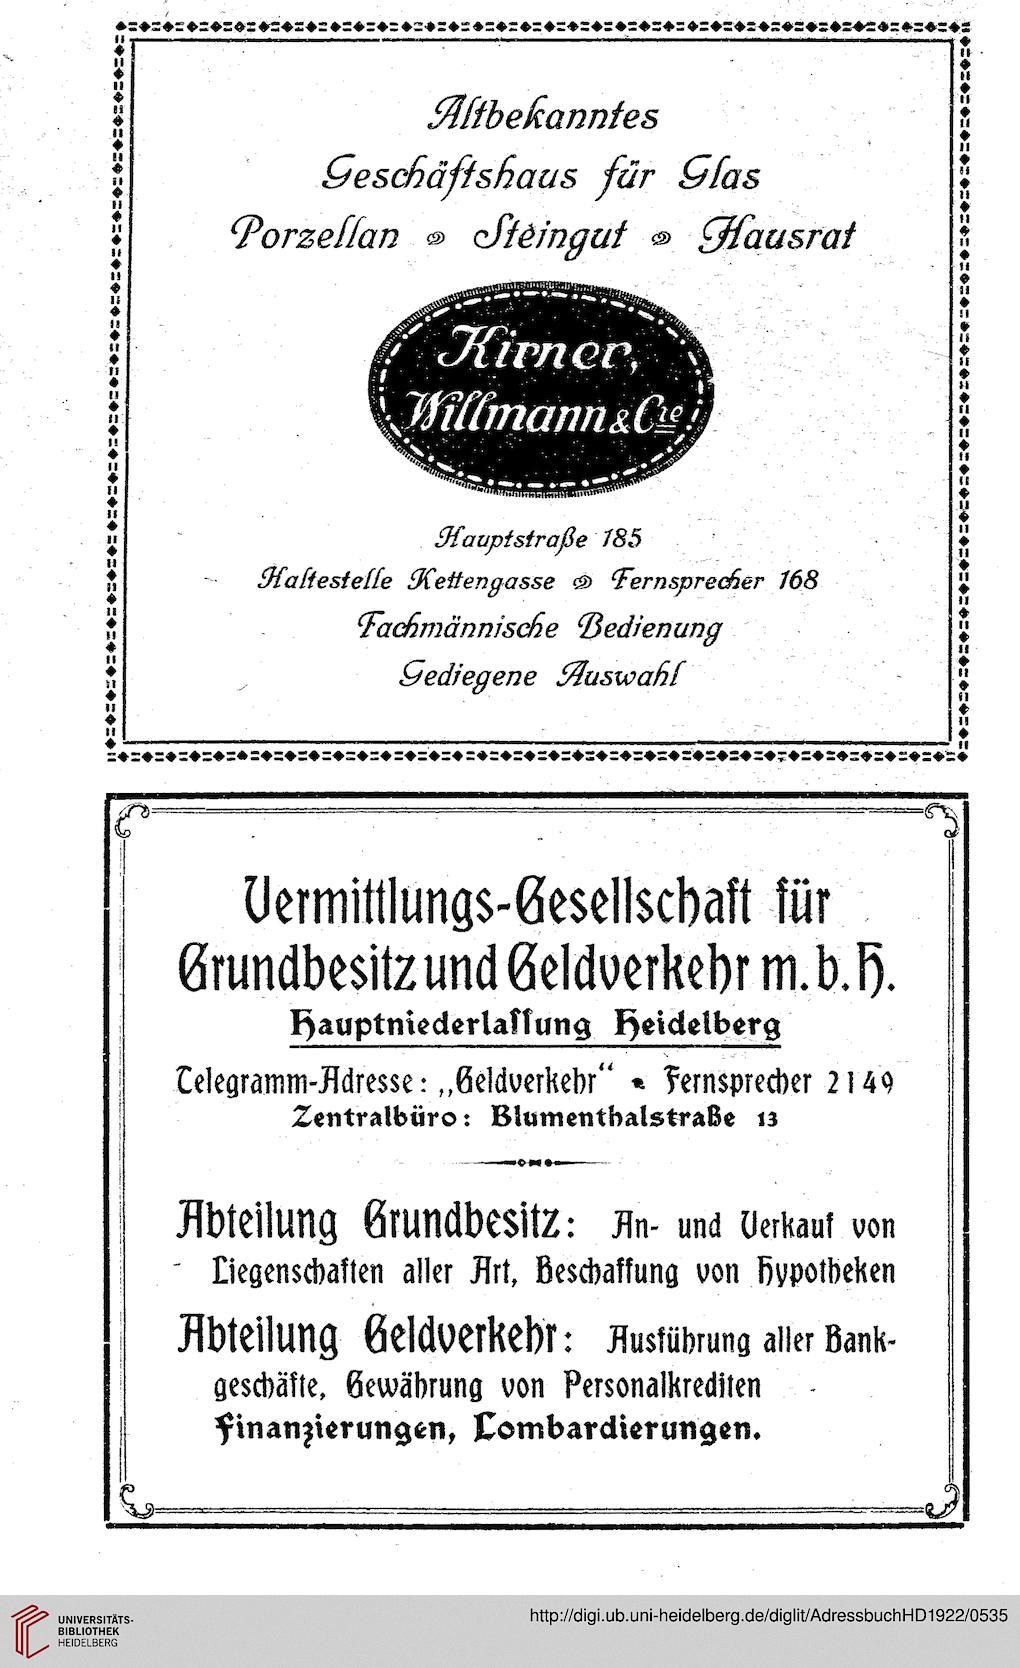 Altbekanntes
Geschäftshaus für Glas
Porzellan Steingut Hausrat
Kirner,
Willmann & Cie
Hauptstraße 185
Haltestelle Kettengasse Fernsprecher 168
Fachmännische Bedienung
Gediegene Auswahl
Vermittlungs-Gesellschaft für
Grundbesitz und Geldverkehr m. b. H.
Hauptniederlassung Heidelberg
Telegramm-Adresse: „Geldverkehr“ • Fernsprecher 2149
Zentralbüro: Blumenthalstraße 13
Abteilung Grundbesitz: An- und Verkauf von
Liegenschaften aller Art, Beschaffung von Hypotheken
Abteilung Geldverkehr: Ausführung aller Bank-
geschäfte, Gewährung von Personalkrediten
Finanzierungen, Lombardierungen.
UNIVERSITÄTS-
BIBLIOTHEK
HEIDELBERG
http://digi.ub.uni-heidelberg.de/diglit/AdressbuchHD1922/0535